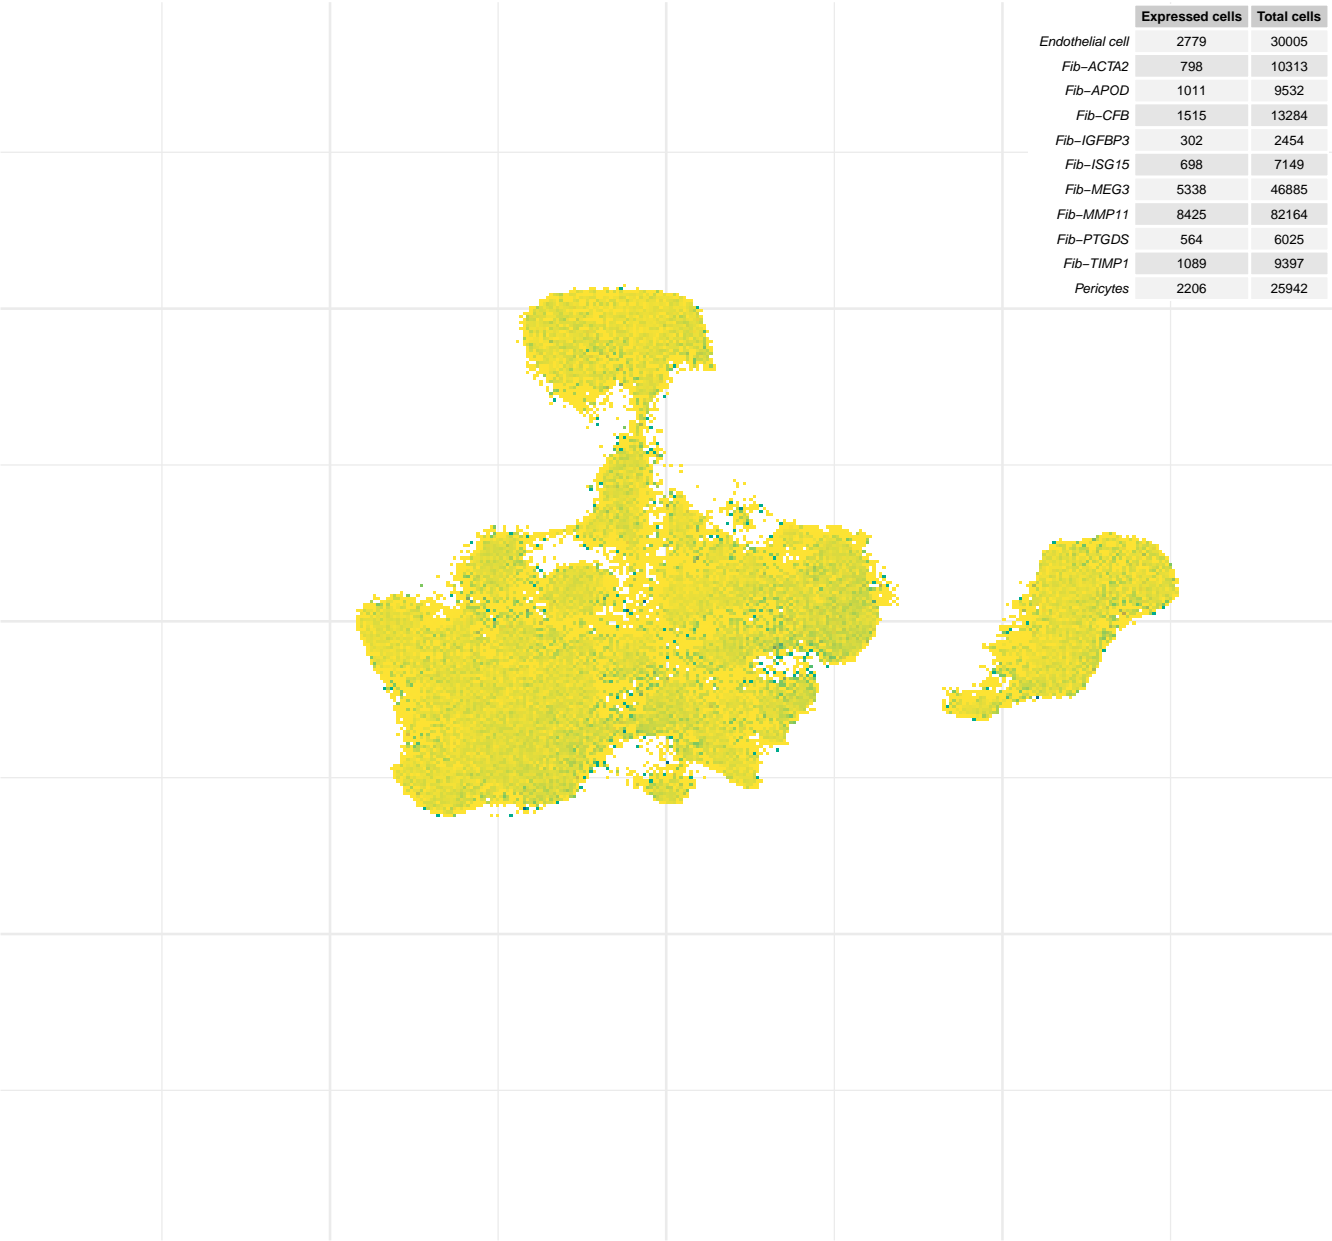 Expressed cells Total cells
Endothelial cell 2779 30005
Fib−ACTA2 798 10313
Fib−APOD 1011 9532
Fib−CFB 1515 13284
Fib−IGFBP3 302 2454
Fib−ISG15 698 7149
Fib−MEG3 5338 46885
Fib−MMP11 8425 82164
Fib−PTGDS 564 6025
Fib−TIMP1 1089 9397
Pericytes 2206 25942